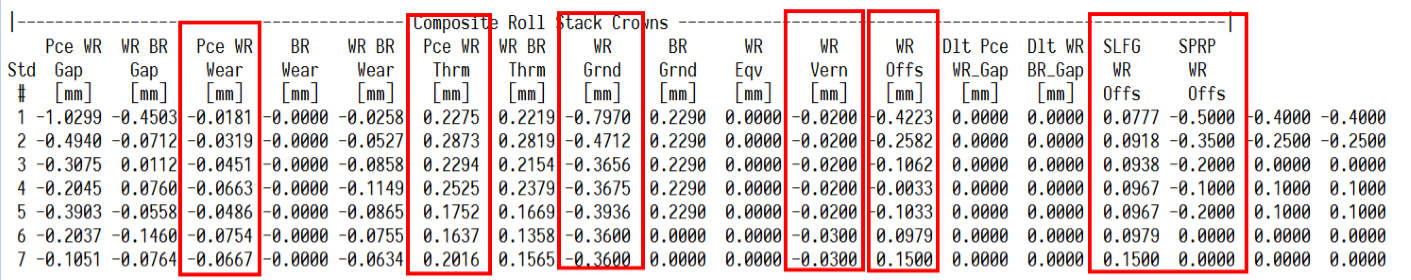 |--------------------------------------- Composite Roll Stack Crowns -------------------------------------------------------|
Pce WR WR BR Pce WR BR WR BR Pce WR WR BR WR BR WR WR WR Dlt Pce Dlt WR SLFG SPRP
Std Gap Gap Wear Wear Wear Thrm Thrm Grnd Grnd Eqv Vern Offs WR_Gap BR_Gap WR WR
# [mm] [mm] [mm] [mm] [mm] [mm] [mm] [mm] [mm] [mm] [mm] [mm] [mm] [mm] Offs Offs
1 -1.0299 -0.4503 -0.0181 -0.0000 -0.0258 0.2275 0.2219 -0.7970 0.2290 0.0000 -0.0200 -0.4223 0.0000 0.0000 0.0777 -0.5000 -0.4000 -0.4000
2 -0.4940 -0.0712 -0.0319 -0.0000 -0.0527 0.2873 0.2819 -0.4712 0.2290 0.0000 -0.0200 -0.2582 0.0000 0.0000 0.0918 -0.3500 -0.2500 -0.2500
3 -0.3075 0.0112 -0.0451 -0.0000 -0.0858 0.2294 0.2154 -0.3656 0.2290 0.0000 -0.0200 -0.1062 0.0000 0.0000 0.0938 -0.2000 0.0000 0.0000
4 -0.2045 0.0760 -0.0663 -0.0000 -0.1149 0.2525 0.2379 -0.3675 0.2290 0.0000 -0.0200 -0.0033 0.0000 0.0000 0.0967 -0.1000 0.1000 0.1000
5 -0.3903 -0.0558 -0.0486 -0.0000 -0.0865 0.1752 0.1669 -0.3936 0.2290 0.0000 -0.0200 -0.1033 0.0000 0.0000 0.0967 -0.2000 0.1000 0.1000
6 -0.2037 -0.1460 -0.0754 -0.0000 -0.0755 0.1637 0.1358 -0.3600 0.0000 0.0000 -0.0300 0.0979 0.0000 0.0000 0.0979 0.0000 0.0000 0.0000
7 -0.1051 -0.0764 -0.0667 -0.0000 -0.0634 0.2016 0.1565 -0.3600 0.0000 0.0000 -0.0300 0.1500 0.0000 0.0000 0.1500 0.0000 0.0000 0.0000